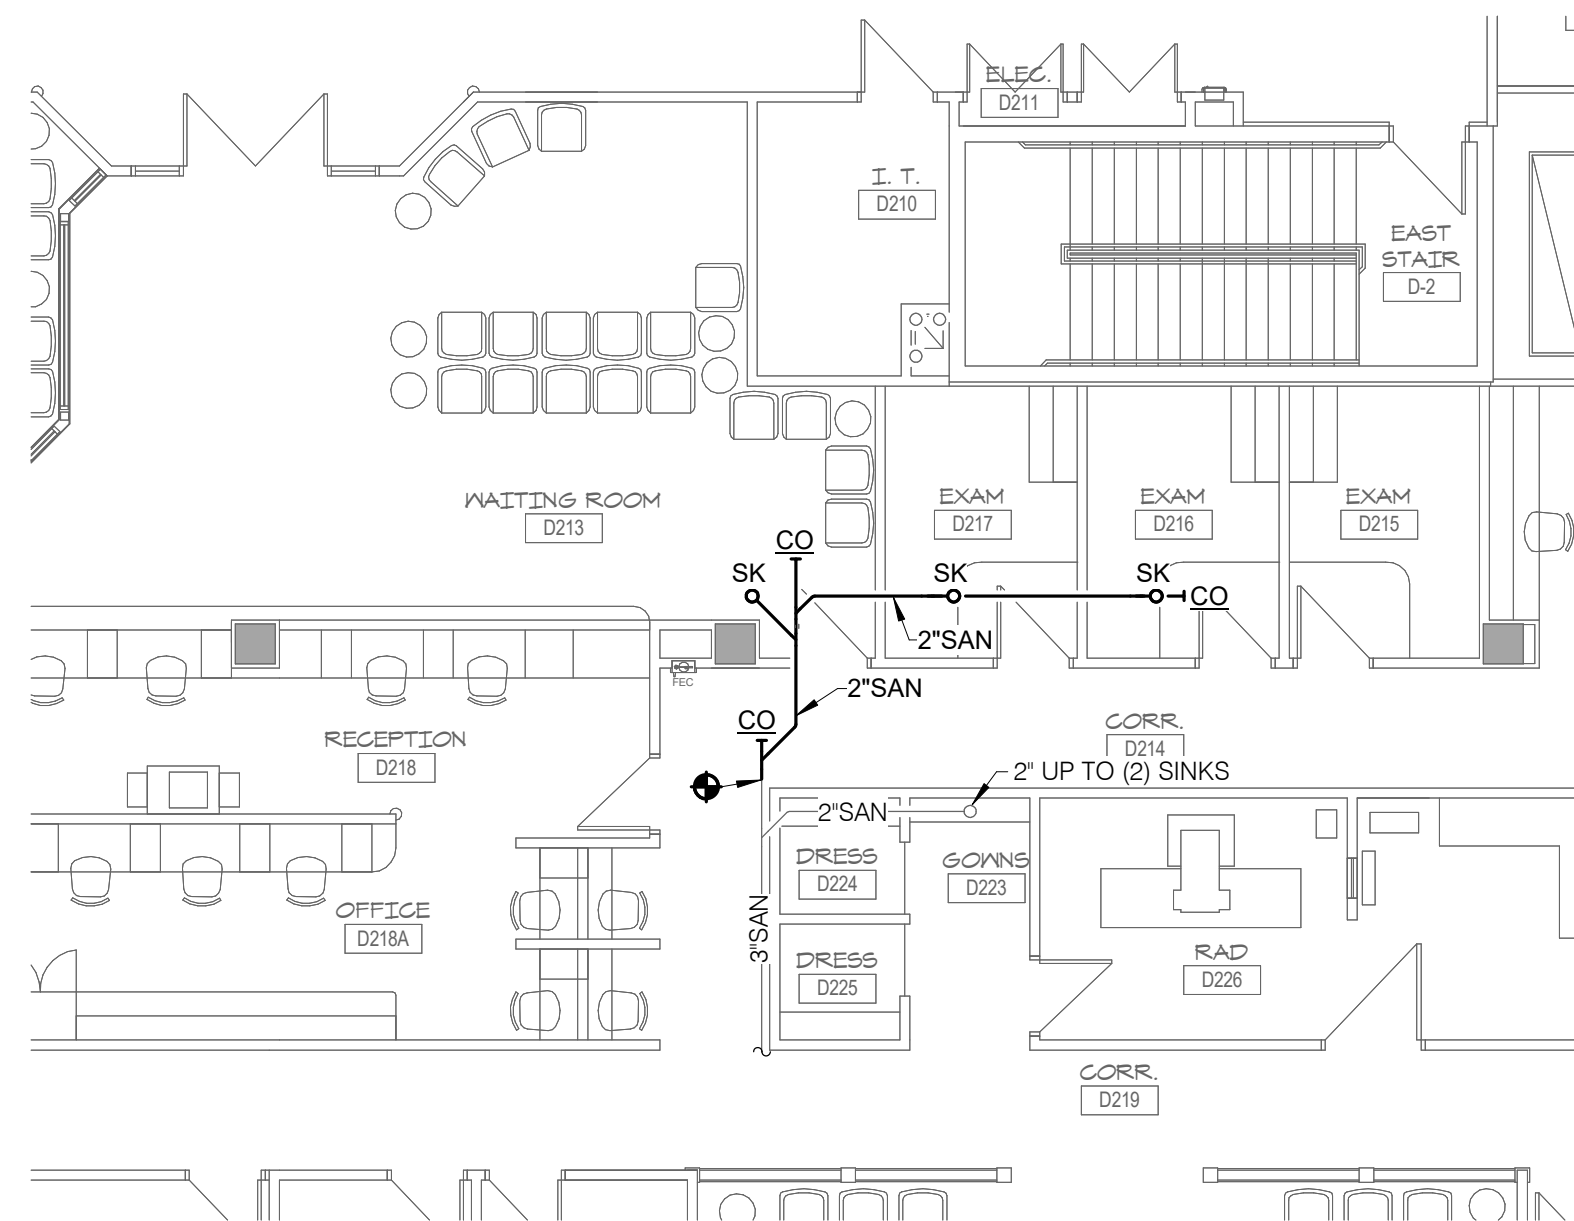 ELEC.
D211
I. T.
D210
EAST
STAIR
D-2
WAITING ROOM
D213
EXAM
D217
EXAM
D216
EXAM
D215
CO
SK
SK
SK
CO
2"SAN
FEC
2"SAN
CO
RECEPTION
D218
CORR.
D214
2" UP TO (2) SINKS
2"SAN
DRESS
D224
GOWNS
D223
OFFICE
D218A
3"SAN
DRESS
D225
RAD
D226
CORR.
D219